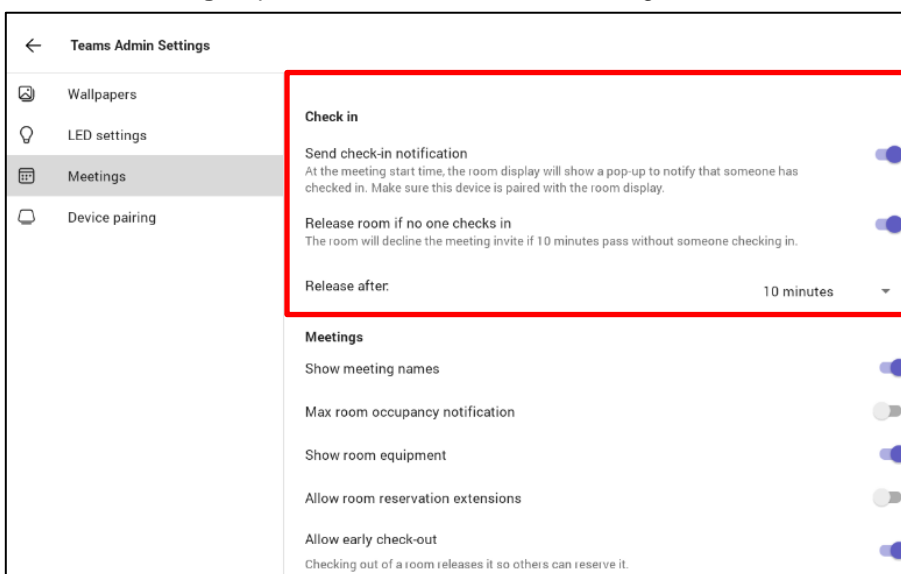 Teams Admin Settings
Wallpapers
LED settings
Meetings
Device pairing
Check in
Send check-in notification
At the meeting start time, the room display will show a pop-up to notify that someone has
checked in. Make sure this device is paired with the room display.
Release room if no one checks in
The room will decline the meeting invite if 10 minutes pass without someone checking in.
Release after:
10 minutes
Meetings
Show meeting names
Max room occupancy notification
Show room equipment
Allow room reservation extensions
Allow early check-out
Checking out of a room releases it so others can reserve it.